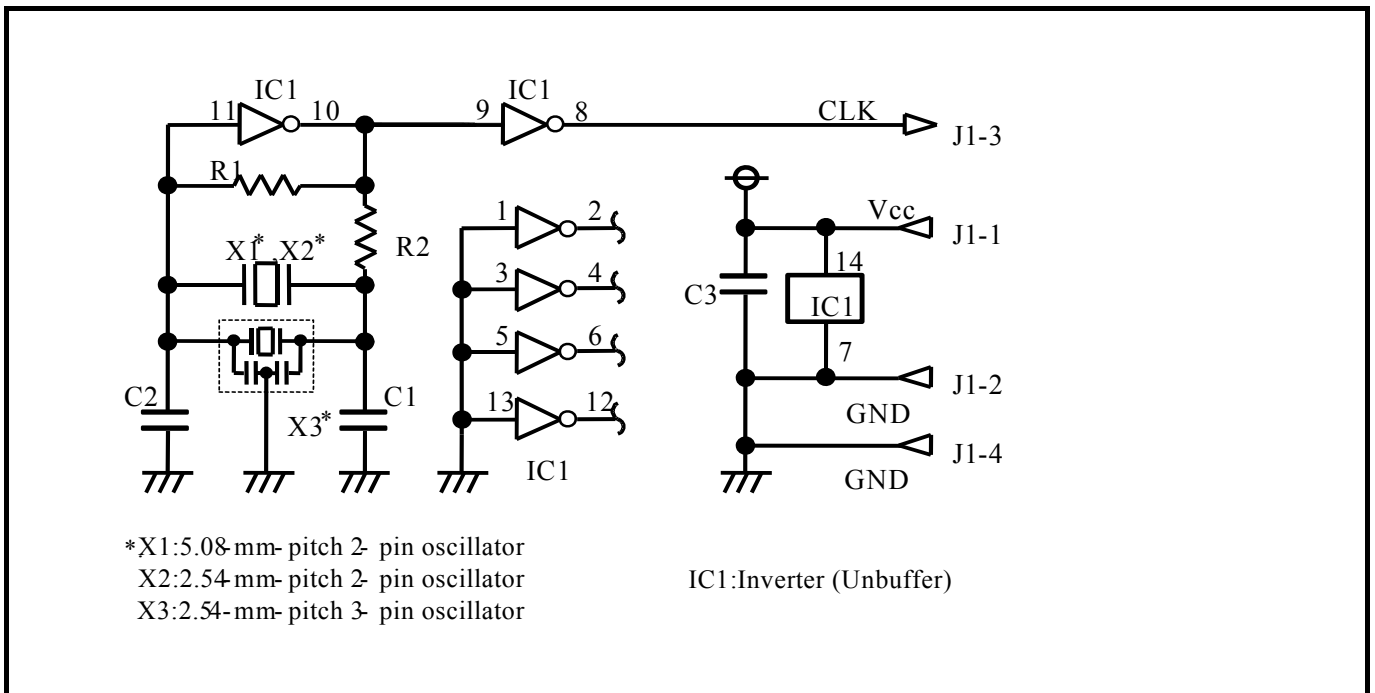 IC1
11
10
IC1
9
8
CLK
J1-3
R1
R2
X1* ,X2*
1
2
3
4
5
6
13
12
IC1
Vcc
J1-1
14
C3
IC1
7
J1-2
GND
J1-4
GND
C2
C1
X3*
*X1:5.08-mm- pitch 2- pin oscillator
X2:2.54-mm- pitch 2- pin oscillator
X3:2.54-mm- pitch 3- pin oscillator
IC1:Inverter (Unbuffer)